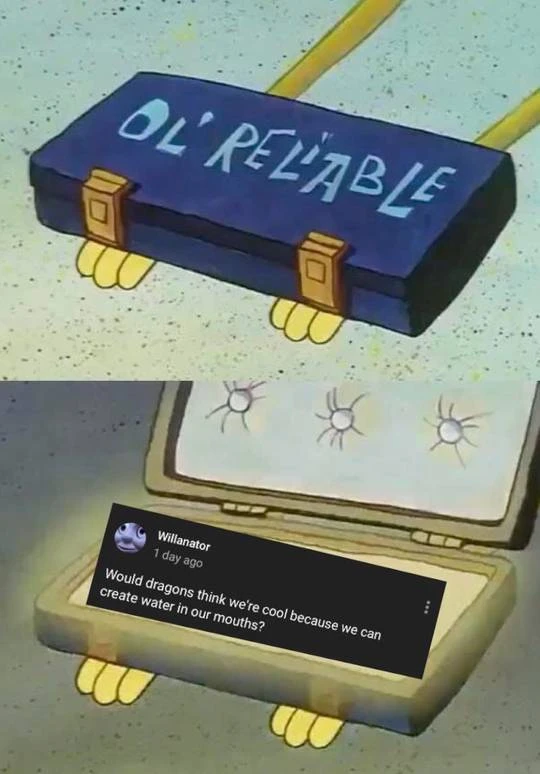 OL' RELIABLE
Willanator
1 day ago
Would dragons think we're cool because we can
create water in our mouths?